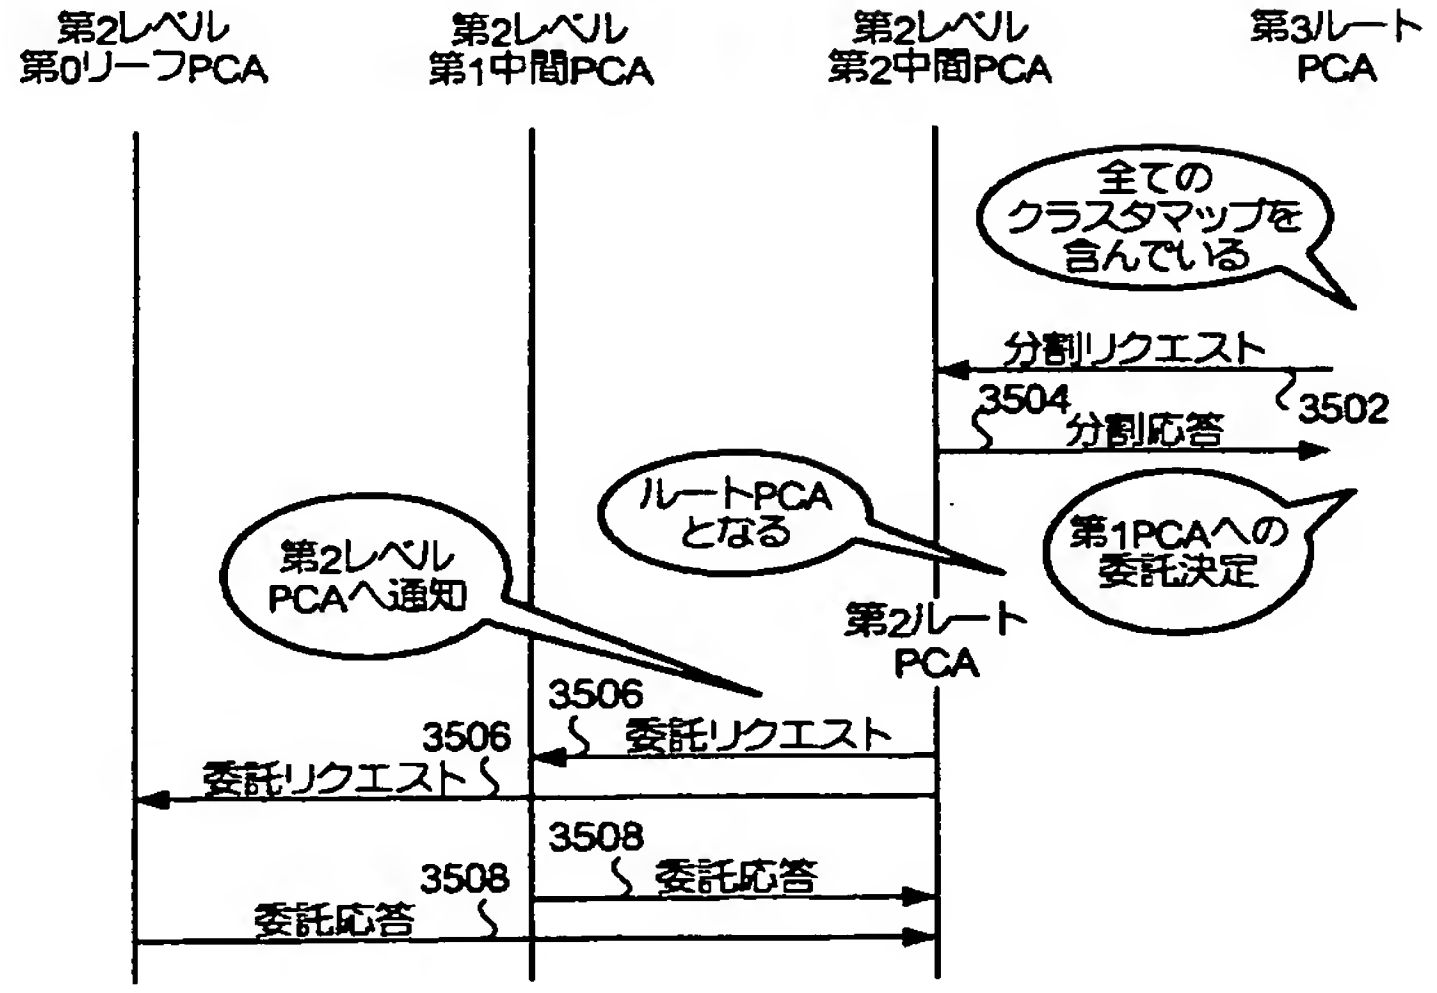 第2レベル
第0リーフPCA
第2レベル
第1中間PCA
第2レベル
第2中間PCA
第3ルート
PCA
全ての
クラスタマップを
含んでいる
分割リクエスト
3502
3504
分割応答
ルートPCA
となる
第1PCAへの
委託決定
第2レベル
PCAへ通知
第2ルート
PCA
3506
委託リクエスト
3506
委託リクエスト
3508
委託応答
3508
委託応答